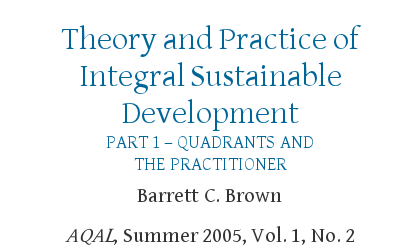 Theory and Practice of
Integral Sustainable
Development
PART 1 – QUADRANTS AND
THE PRACTITIONER
Barrett C. Brown
AQAL, Summer 2005, Vol. 1, No. 2